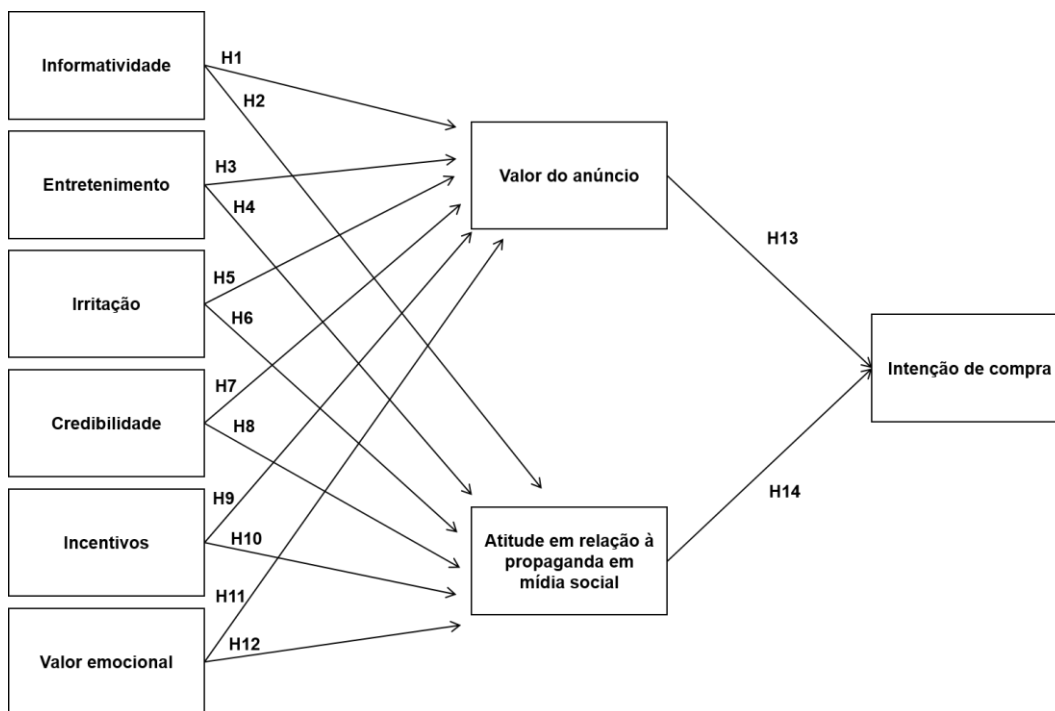 Informatividade
H1
H2
Entretenimento
H3
H4
Irritação
H5
H6
Credibilidade
H7
H8
Incentivos
H9
H10
Valor emocional
H11
H12
Valor do anúncio
H13
Atitude em relação à
propaganda em
mídia social
H14
Intenção de compra